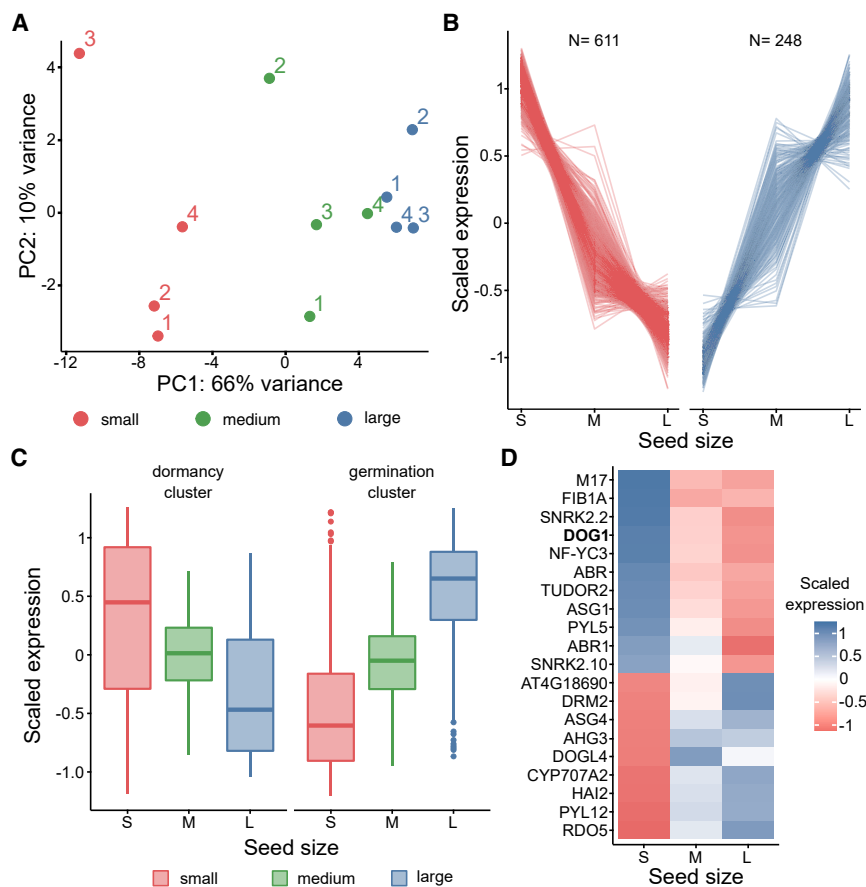 A
PC2: 10% variance
4
2
0
-2
3
2
2
1
4
4
4
3
3
2
1
1
-12
-8
-4
0
4
PC1: 66% variance
small
medium
large
B
N= 611
N= 248
Scaled expression
1
0.5
0
-0.5
-1
S
M
L
S
M
L
Seed size
C
dormancy
cluster
germination
cluster
Scaled expression
1
0.5
0
-0.5
-1.0
S
M
L
S
M
L
Seed size
small
medium
large
D
M17
FIB1A
SNRK2.2
DOG1
NF-YC3
ABR
TUDOR2
ASG1
PYL5
ABR1
SNRK2.10
AT4G18690
DRM2
ASG4
AHG3
DOGL4
CYP707A2
HAI2
PYL12
RDO5
S
M
L
Seed size
Scaled
expression
1
0.5
0
-0.5
-1